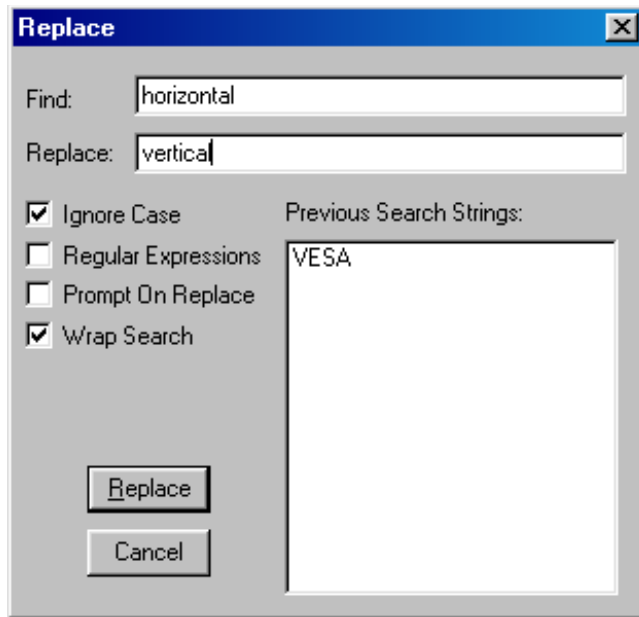 Replace
Find: horizontal
Replace: vertical
Ignore Case
Regular Expressions
Prompt On Replace
Wrap Search
Previous Search Strings:
VESA
Replace
Cancel